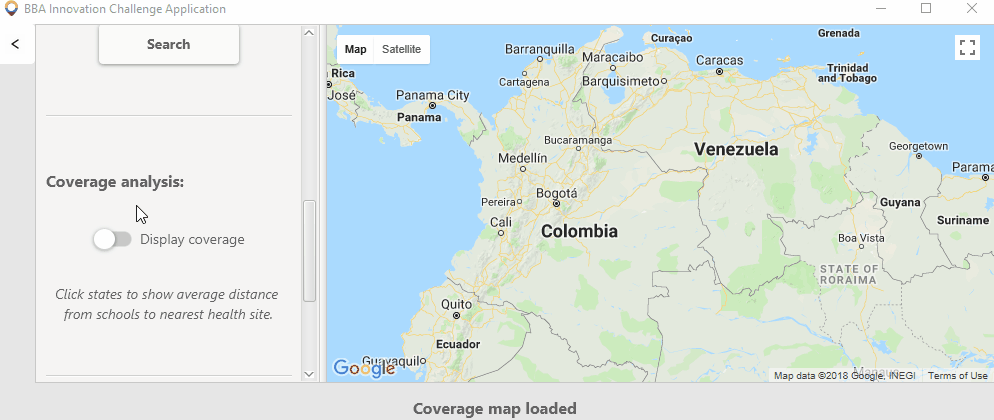 BBA Innovation Challenge Application
<
Search
Coverage analysis:
Display coverage
Click states to show average distance
from schools to nearest health site.
Map
Satellite
Curaçao
Grenada
Barranquilla
Maracaibo
Caracas
Trinidad
and Tobago
Cartagena
Barquisimeto
Rica
José
Panama City
Panama
Bucaramanga
Venezuela
Georgetown
Medellín
Bogotá
Pereira
Cali
Colombia
Guyana
Suriname
Boa Vista
STATE OF
RORAIMA
Quito
Ecuador
Guayaquil
Google
Map data ©2018 Google, INEGI
Terms of Use
Coverage map loaded